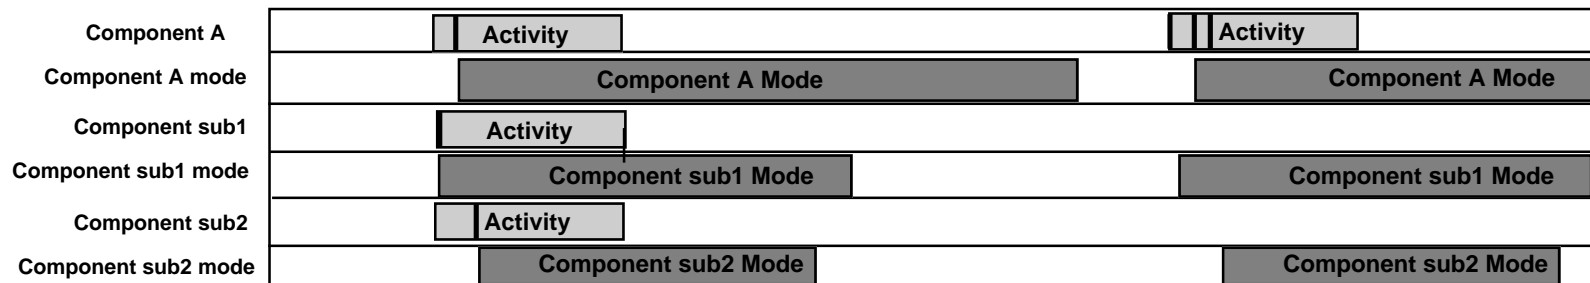 Component A Activity Activity
Component A mode Component A Mode Component A Mode
Component sub1 Activity
Component sub1 mode Component sub1 Mode Component sub1 Mode
Component sub2 Activity
Component sub2 mode Component sub2 Mode Component sub2 Mode